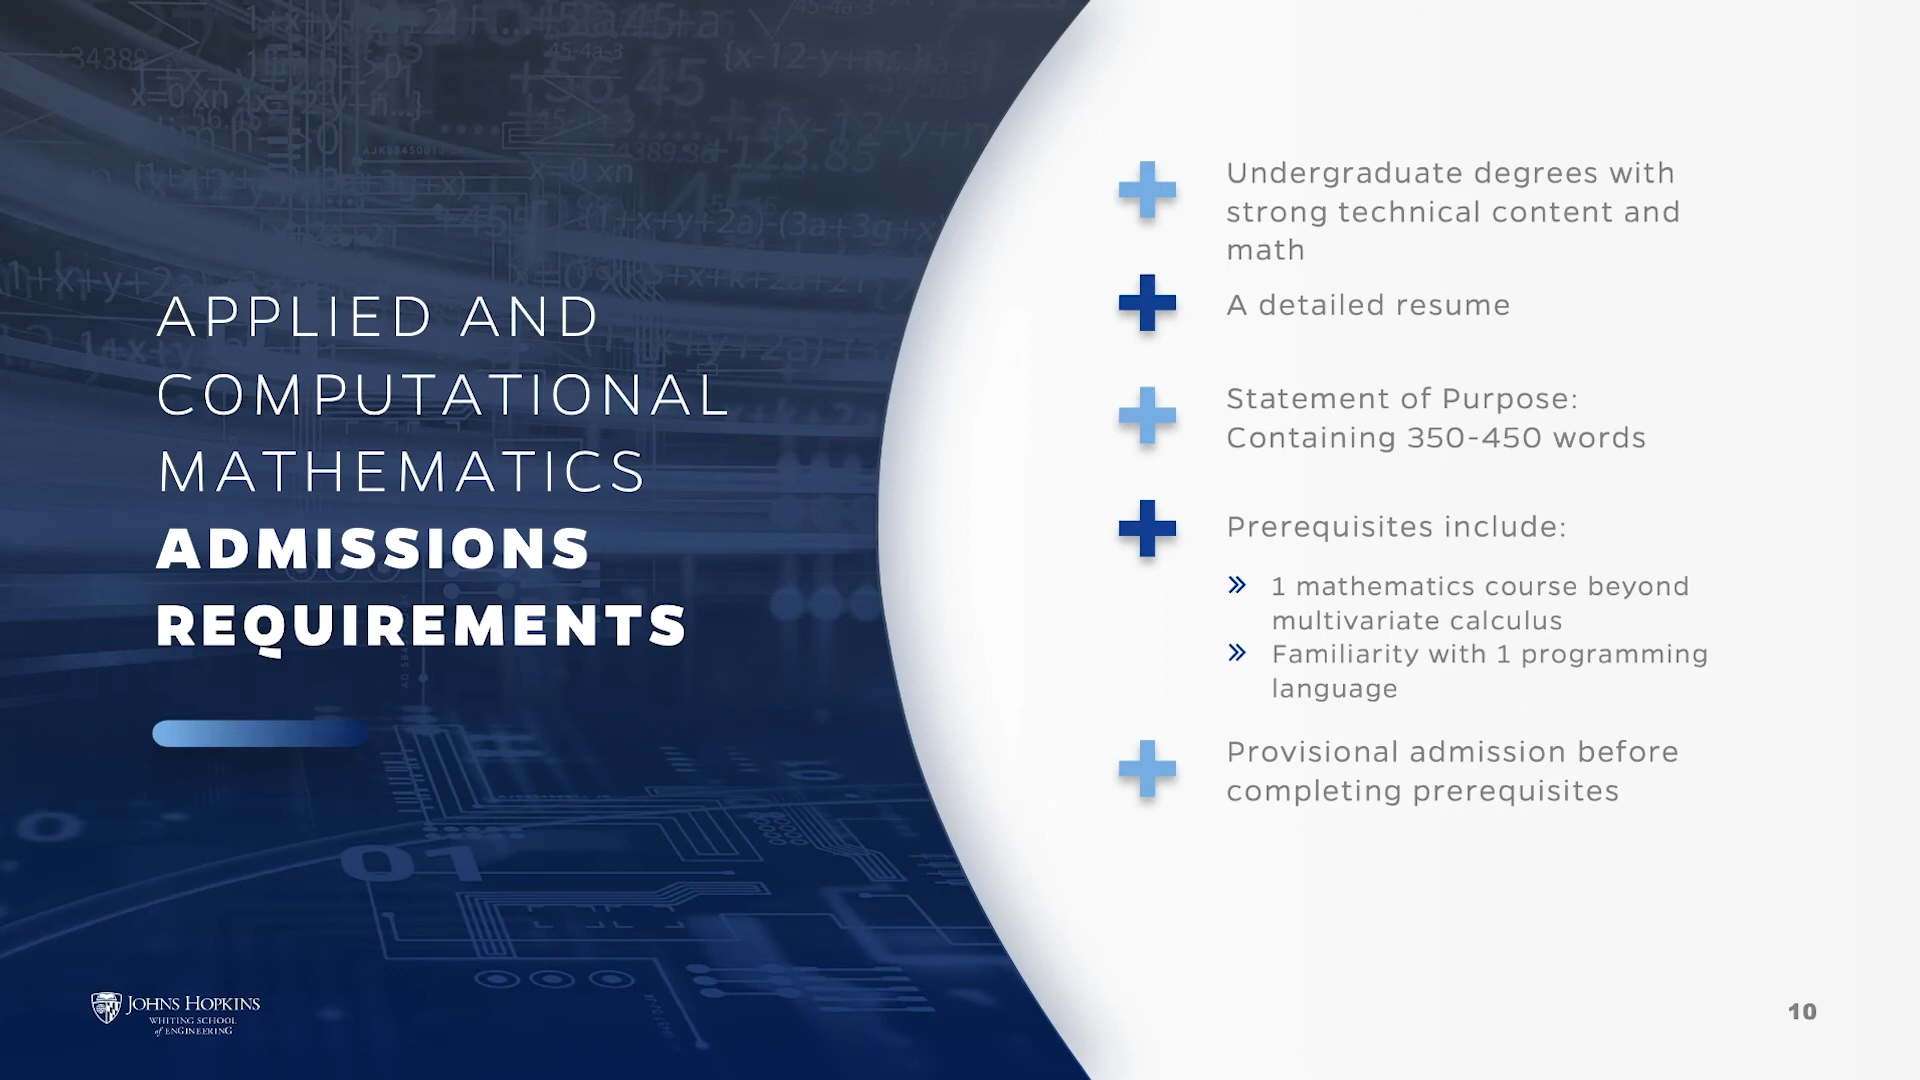 APPLIED AND
COMPUTATIONAL
MATHEMATICS
ADMISSIONS
REQUIREMENTS
Undergraduate degrees with
strong technical content and
math
A detailed resume
Statement of Purpose:
Containing 350-450 words
Prerequisites include:
» 1 mathematics course beyond
multivariate calculus
» Familiarity with 1 programming
language
Provisional admission before
completing prerequisites
JOHNS HOPKINS
WHITING SCHOOL
of ENGINEERING
10